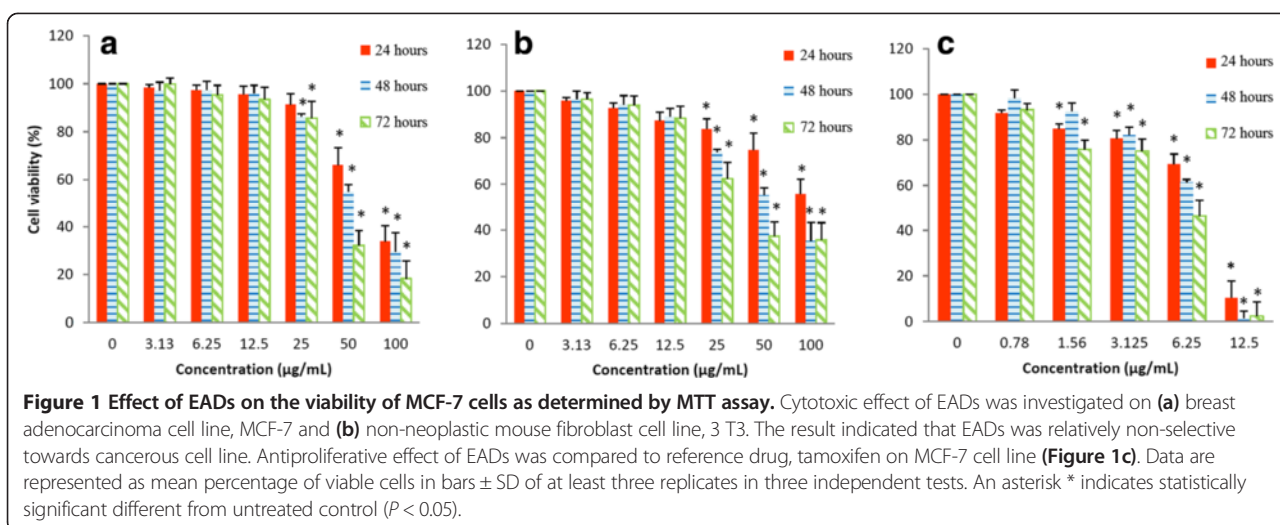 a
b
c
24 hours
48 hours
72 hours
24 hours
48 hours
72 hours
24 hours
48 hours
72 hours
Cell viability (%)
120
100
80
60
40
20
0
120
100
80
60
40
20
0
120
100
80
60
40
20
0
* * * * * * * *
* * * * * * * * *
* * * * * * * * * * *
0 3.13 6.25 12.5 25 50 100
0 3.13 6.25 12.5 25 50 100
0 0.78 1.56 3.125 6.25 12.5
Concentration (µg/mL)
Concentration (µg/mL)
Concentration (µg/mL)
Figure 1 Effect of EADs on the viability of MCF-7 cells as determined by MTT assay. Cytotoxic effect of EADs was investigated on (a) breast
adenocarcinoma cell line, MCF-7 and (b) non-neoplastic mouse fibroblast cell line, 3 T3. The result indicated that EADs was relatively non-selective
towards cancerous cell line. Antiproliferative effect of EADs was compared to reference drug, tamoxifen on MCF-7 cell line (Figure 1c). Data are
represented as mean percentage of viable cells in bars ± SD of at least three replicates in three independent tests. An asterisk * indicates statistically
significant different from untreated control (P < 0.05).